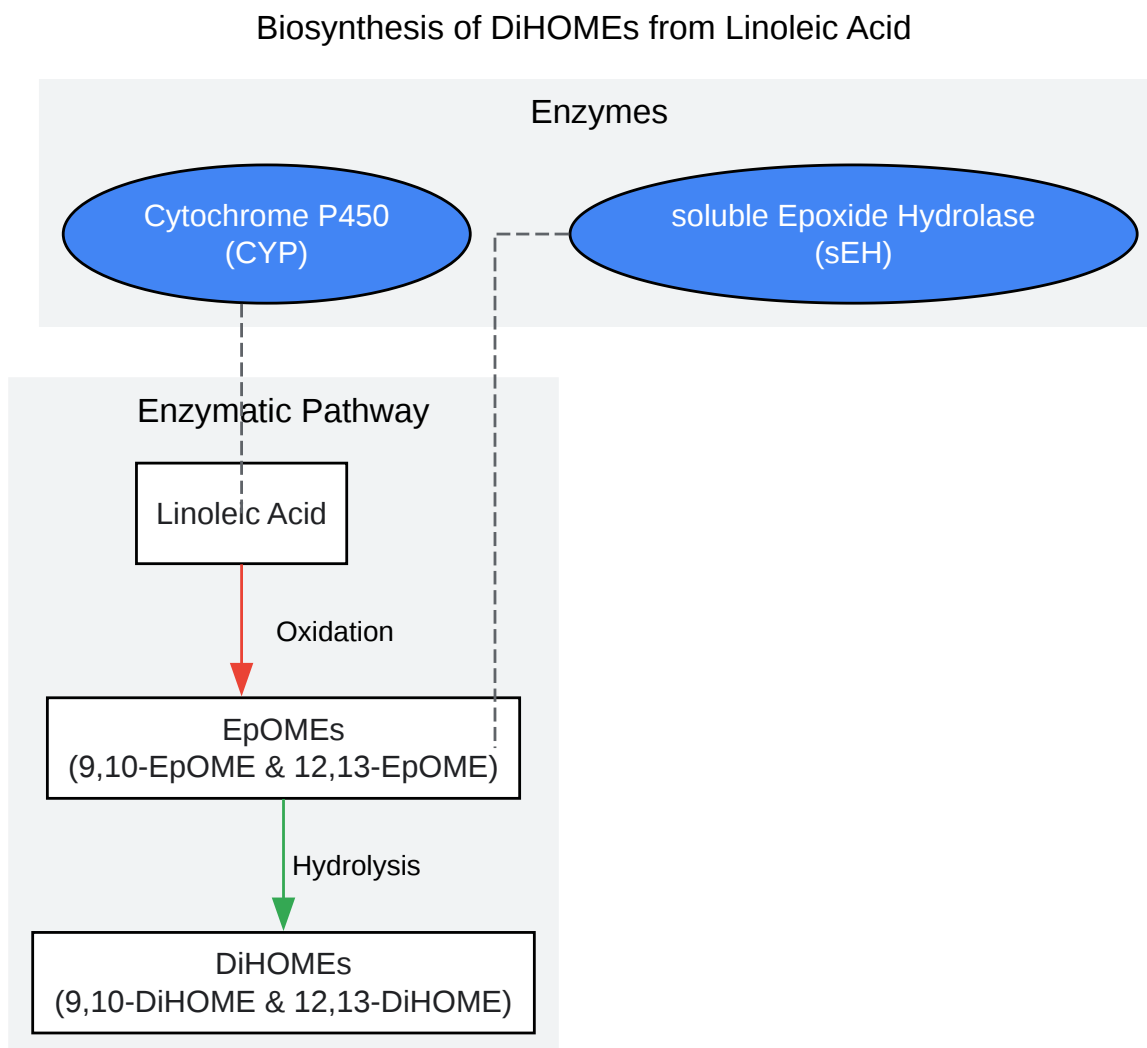 Biosynthesis of DiHOMEs from Linoleic Acid
Enzymes
Cytochrome P450
(CYP)
soluble Epoxide Hydrolase
(sEH)
Enzymatic Pathway
Linoleic Acid
Oxidation
EpOMEs
(9,10-EpOME & 12,13-EpOME)
Hydrolysis
DiHOMEs
(9,10-DiHOME & 12,13-DiHOME)